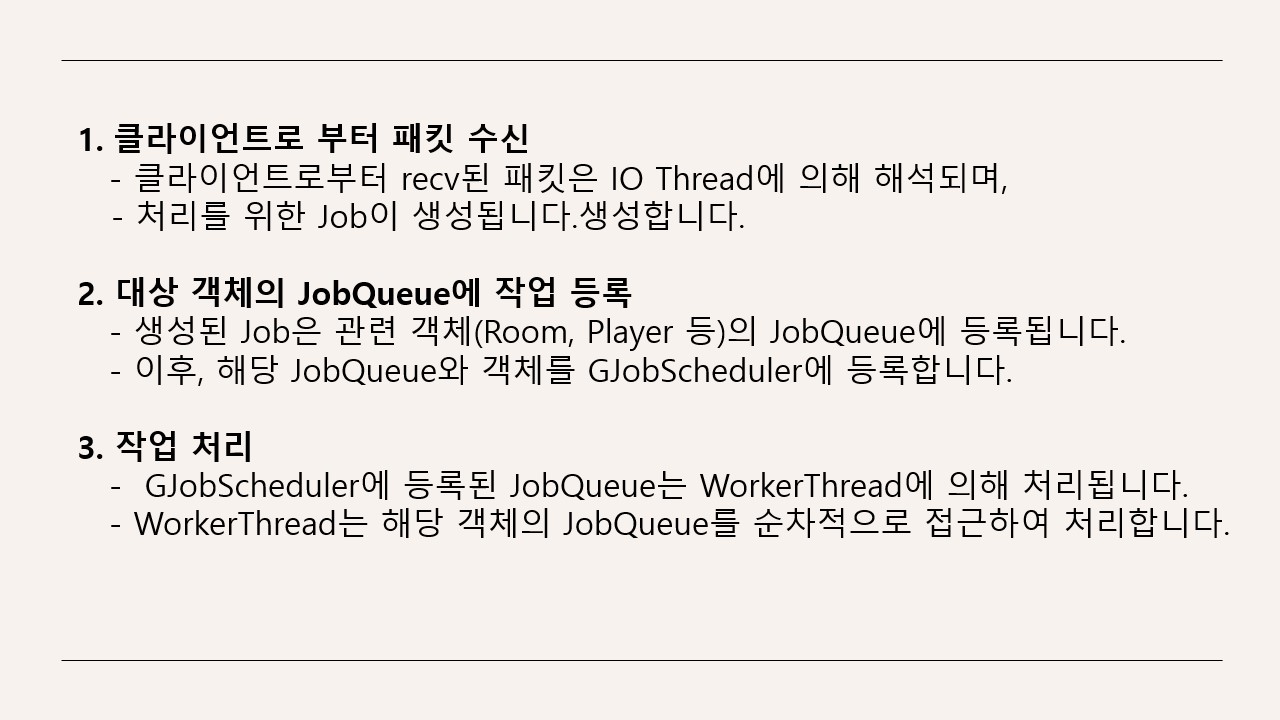 1. 클라이언트로 부터 패킷 수신
- 클라이언트로부터 recv된 패킷은 IO Thread에 의해 해석되며,
- 처리를 위한 Job이 생성됩니다.생성합니다.
2. 대상 객체의 JobQueue에 작업 등록
- 생성된 Job은 관련 객체(Room, Player 등)의 JobQueue에 등록됩니다.
- 이후, 해당 JobQueue와 객체를 GJobScheduler에 등록합니다.
3. 작업 처리
- GJobScheduler에 등록된 JobQueue는 WorkerThread에 의해 처리됩니다.
- WorkerThread는 해당 객체의 JobQueue를 순차적으로 접근하여 처리합니다.